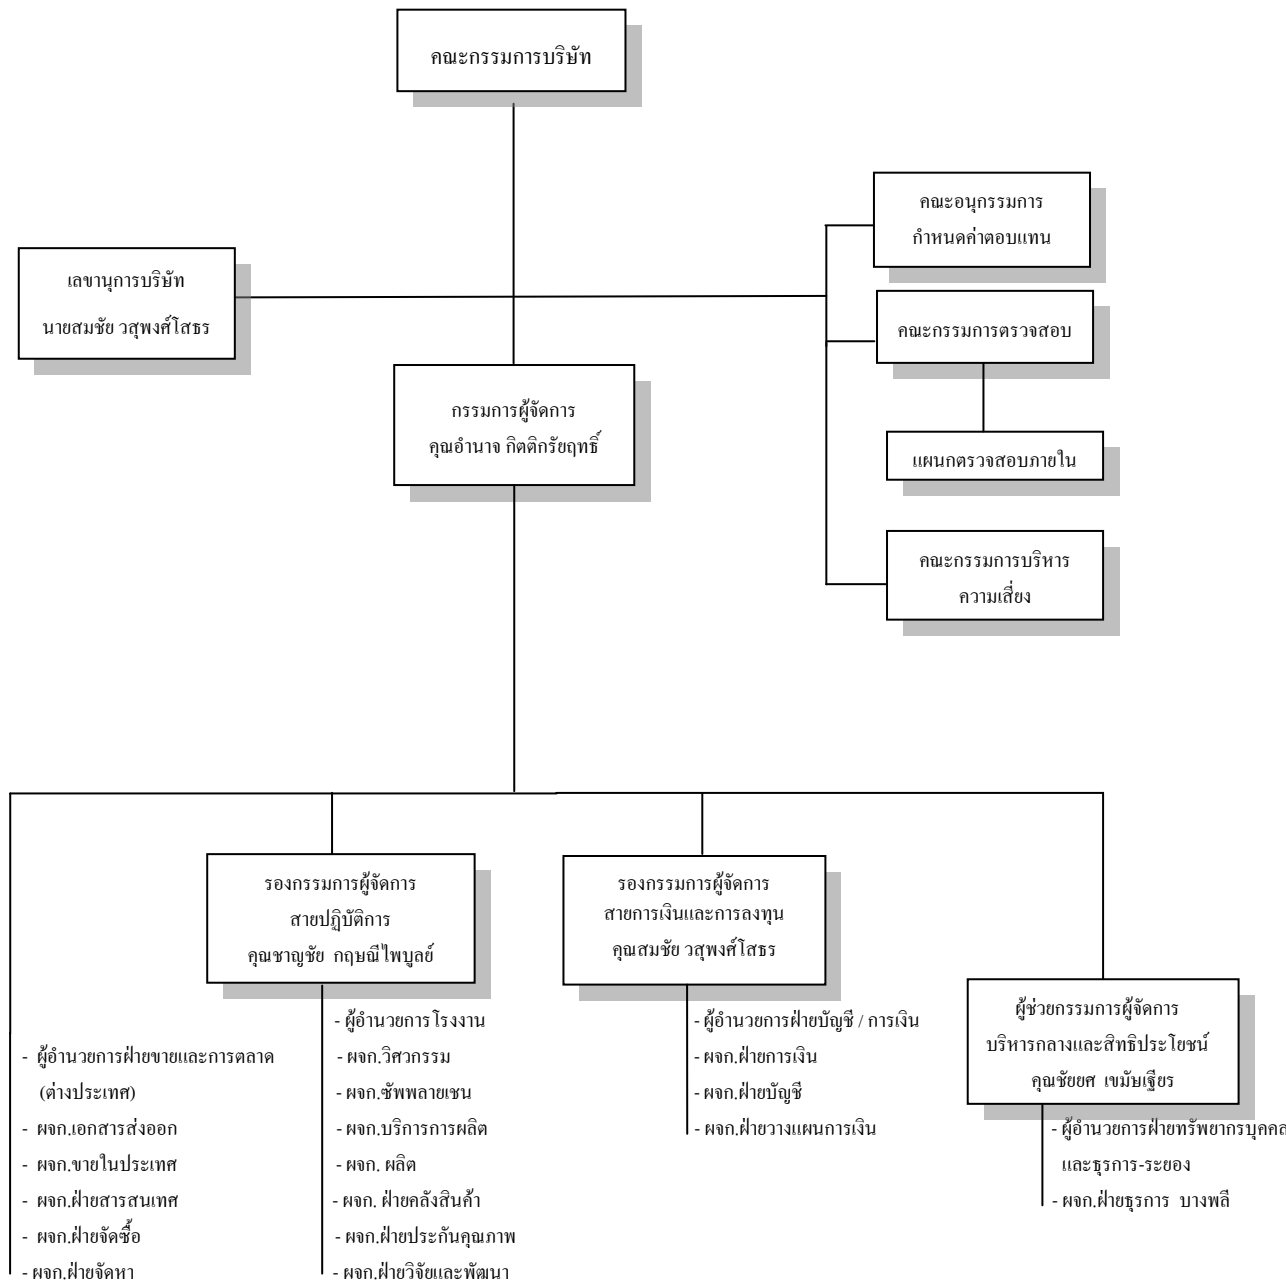 คณะกรรมการบริษัท
คณะอนุกรรมการ
กำหนดค่าตอบแทน
เลขานุการบริษัท
นายสมชัย วสุพงศ์โสธร
คณะกรรมการตรวจสอบ
กรรมการผู้จัดการ
คุณอำนาจ กิตติกรัยฤทธิ์
แผนกตรวจสอบภายใน
คณะกรรมการบริหาร
ความเสี่ยง
รองกรรมการผู้จัดการ
สายปฏิบัติการ
คุณชาญชัย กฤษณีไพบูลย์
รองกรรมการผู้จัดการ
สายการเงินและการลงทุน
คุณสมชัย วสุพงศ์โสธร
ผู้ช่วยกรรมการผู้จัดการ
บริหารกลางและสิทธิประโยชน์
คุณชัยยศ เขมัษเฐียร
- ผู้อำนวยการฝ่ายขายและการตลาด
(ต่างประเทศ)
- ผจก.เอกสารส่งออก
- ผจก.ขายในประเทศ
- ผจก.ฝ่ายสารสนเทศ
- ผจก.ฝ่ายจัดซื้อ
- ผจก.ฝ่ายจัดหา
- ผู้อำนวยการโรงงาน
- ผจก.วิศวกรรม
- ผจก.ซัพพลายเชน
- ผจก.บริการการผลิต
- ผจก. ผลิต
- ผจก. ฝ่ายคลังสินค้า
- ผจก.ฝ่ายประกันคุณภาพ
- ผจก.ฝ่ายวิจัยและพัฒนา
- ผู้อำนวยการฝ่ายบัญชี / การเงิน
- ผจก.ฝ่ายการเงิน
- ผจก.ฝ่ายบัญชี
- ผจก.ฝ่ายวางแผนการเงิน
- ผู้อำนวยการฝ่ายทรัพยากรบุคคล
และธุรการ-ระยอง
- ผจก.ฝ่ายธุรการ บางพลี